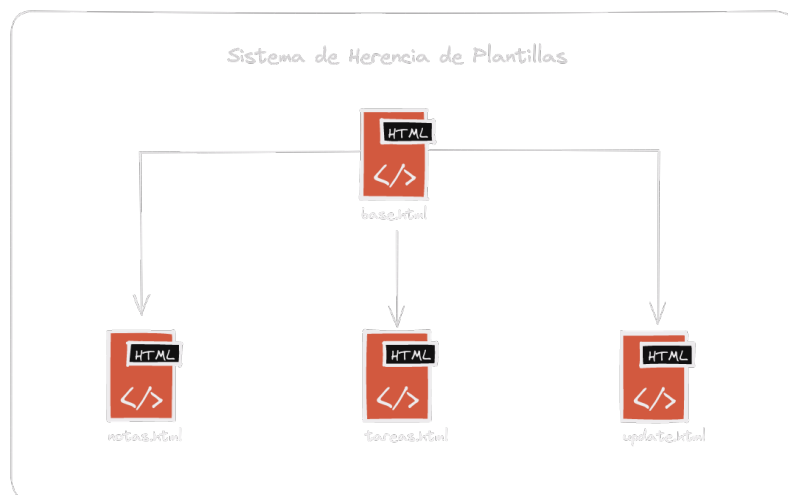 Sistema de Herencia de Plantillas
HTML
</>
base.html
HTML
</>
notas.html
HTML
</>
tareas.html
HTML
</>
update.html